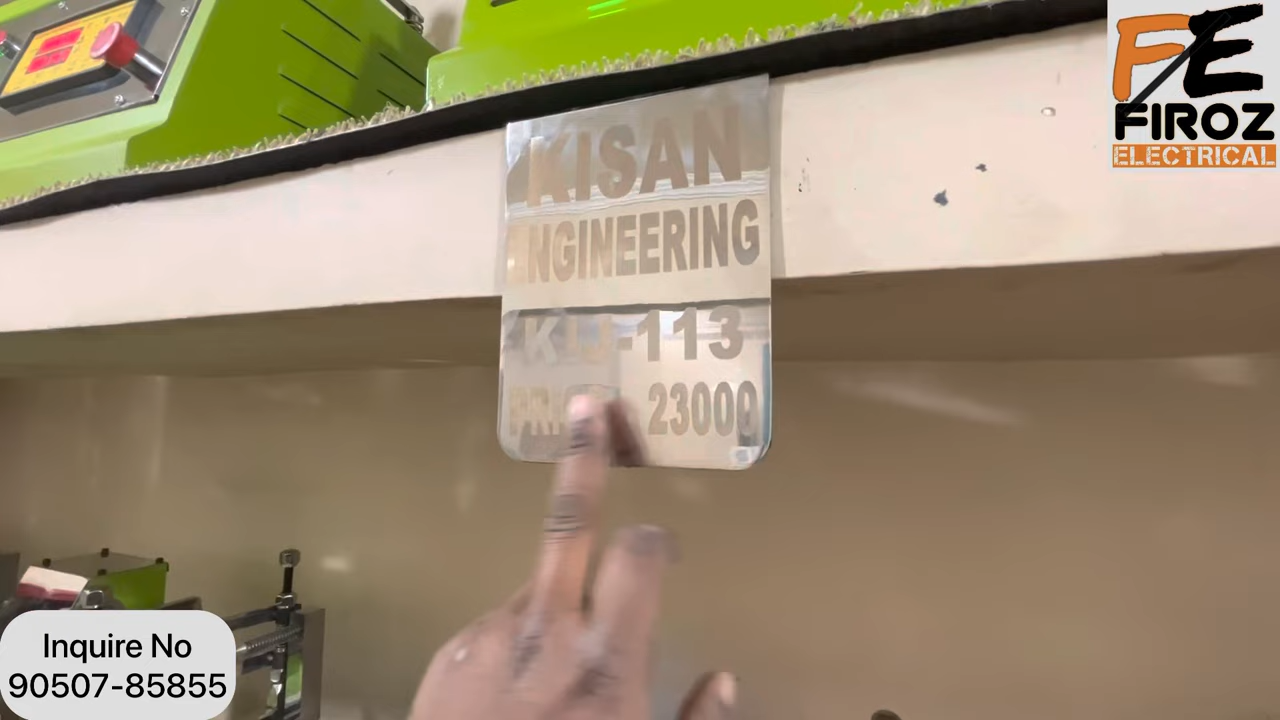 FE
FIROZ
ELECTRICAL
KISAN
ENGINEERING
KIJ-113
23000
Inquire No
90507-85855